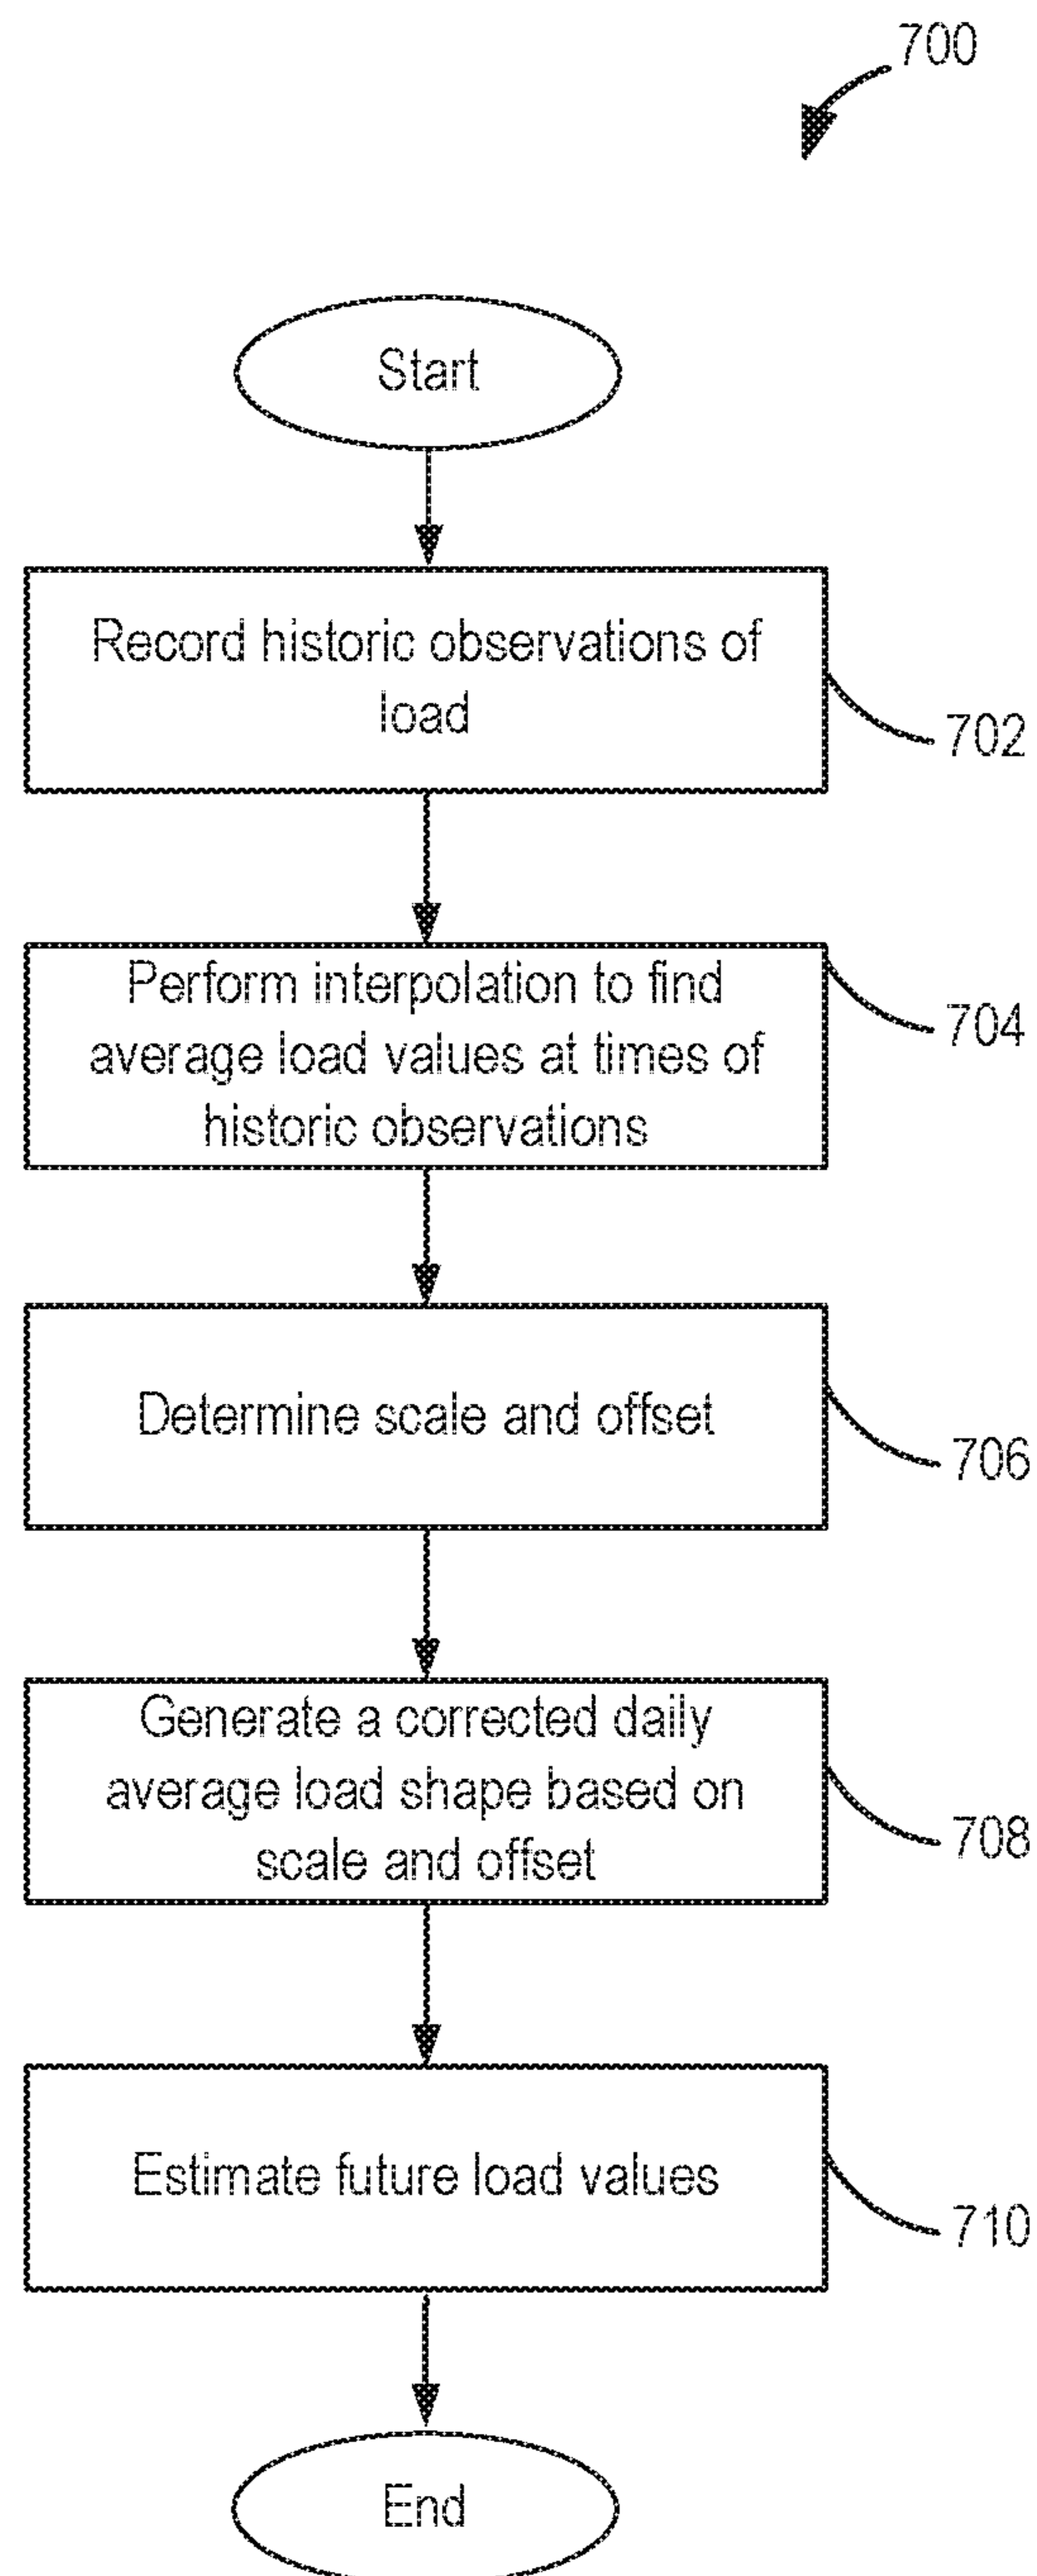 700
Start
Record historic observations of
load
702
Perform interpolation to find
average load values at times of
historic observations
704
Determine scale and offset
706
Generate a corrected daily
average load shape based on
scale and offset
708
Estimate future load values
710
End